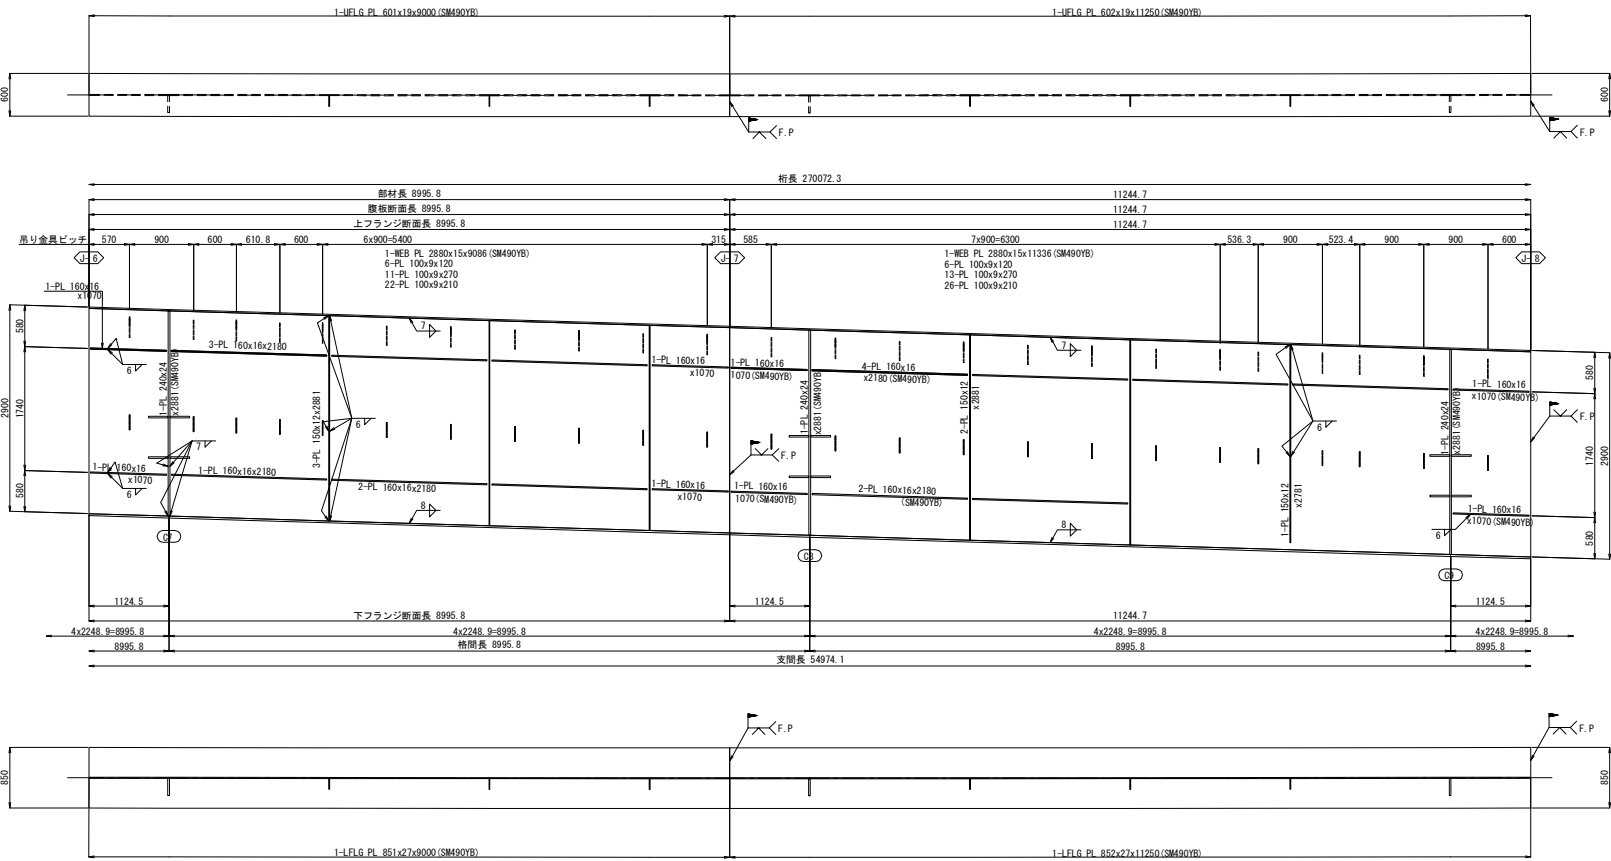 1-UFLG PL 601x19x9000(SM490YB)
1-UFLG PL 602x19x11250(SM490YB)
600
600
F.P
F.P
桁長 270072.3
部材長 8995.8
11244.7
腹板断面長 8995.8
11244.7
上フランジ断面長 8995.8
11244.7
吊り金具ピッチ
570
900
600
610.8
600
6x900=5400
315
585
7x900=6300
536.3
900
523.4
900
900
600
J-6
J-7
J-8
1-WEB PL 2880x15x9086(SM490YB)
6-PL 100x9x120
11-PL 100x9x270
22-PL 100x9x210
1-WEB PL 2880x15x11336(SM490YB)
6-PL 100x9x120
13-PL 100x9x270
26-PL 100x9x210
1-PL 160x16
x1070
580
1740
580
2900
3-PL 160x16x2180
6
7
7
1-PL 240x24
x2881(SM490YB)
3-PL 150x12x2881
6
7
1-PL 160x16
x1070
1-PL 160x16
1070(SM490YB)
4-PL 160x16
x2180(SM490YB)
1-PL 240x24
x2881(SM490YB)
2-PL 150x12
x2881
6
1-PL 160x16
x1070(SM490YB)
1-PL 240x24
x2881(SM490YB)
F.P
F.P
580
1740
580
2900
1-PL 160x16
x1070
6
1-PL 160x16x2180
2-PL 160x16x2180
1-PL 160x16
x1070
1-PL 160x16
1070(SM490YB)
2-PL 160x16x2180
(SM490YB)
1-PL 150x12
x2781
1-PL 160x16
x1070(SM490YB)
6
8
8
C7
C8
C9
1124.5
1124.5
1124.5
下フランジ断面長 8995.8
11244.7
4x2248.9=8995.8
4x2248.9=8995.8
4x2248.9=8995.8
4x2248.9=8995.8
8995.8
格間長 8995.8
8995.8
8995.8
支間長 54974.1
F.P
F.P
850
850
1-LFLG PL 851x27x9000(SM490YB)
1-LFLG PL 852x27x11250(SM490YB)